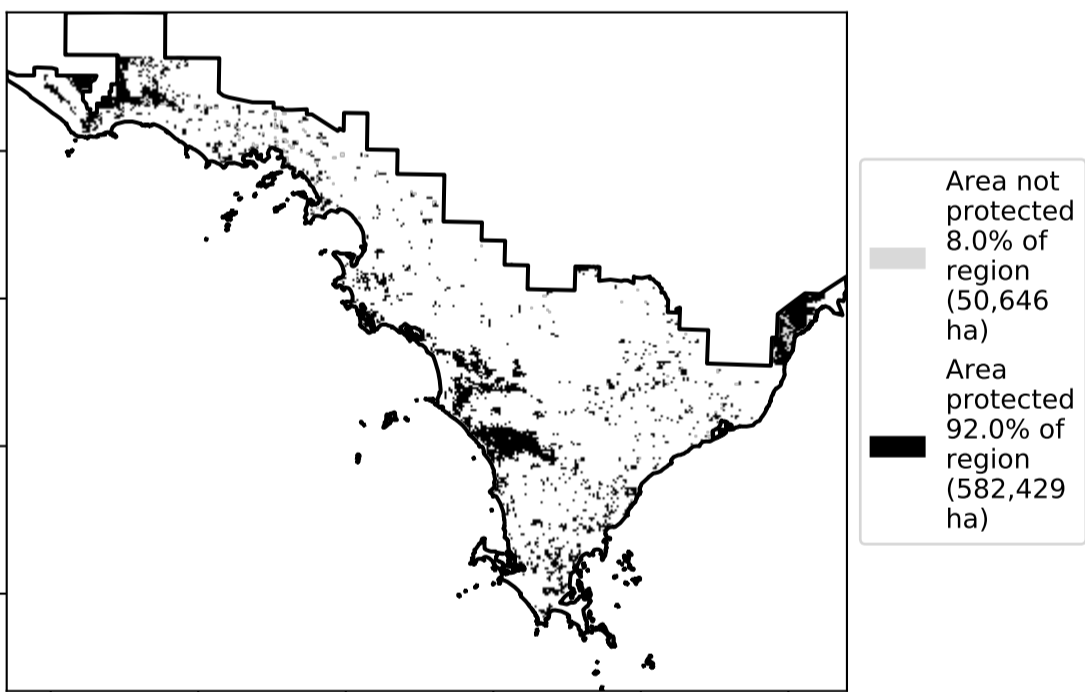 Area not
protected
8.0% of
region
(50,646
ha)
Area
protected
92.0% of
region
(582,429
ha)